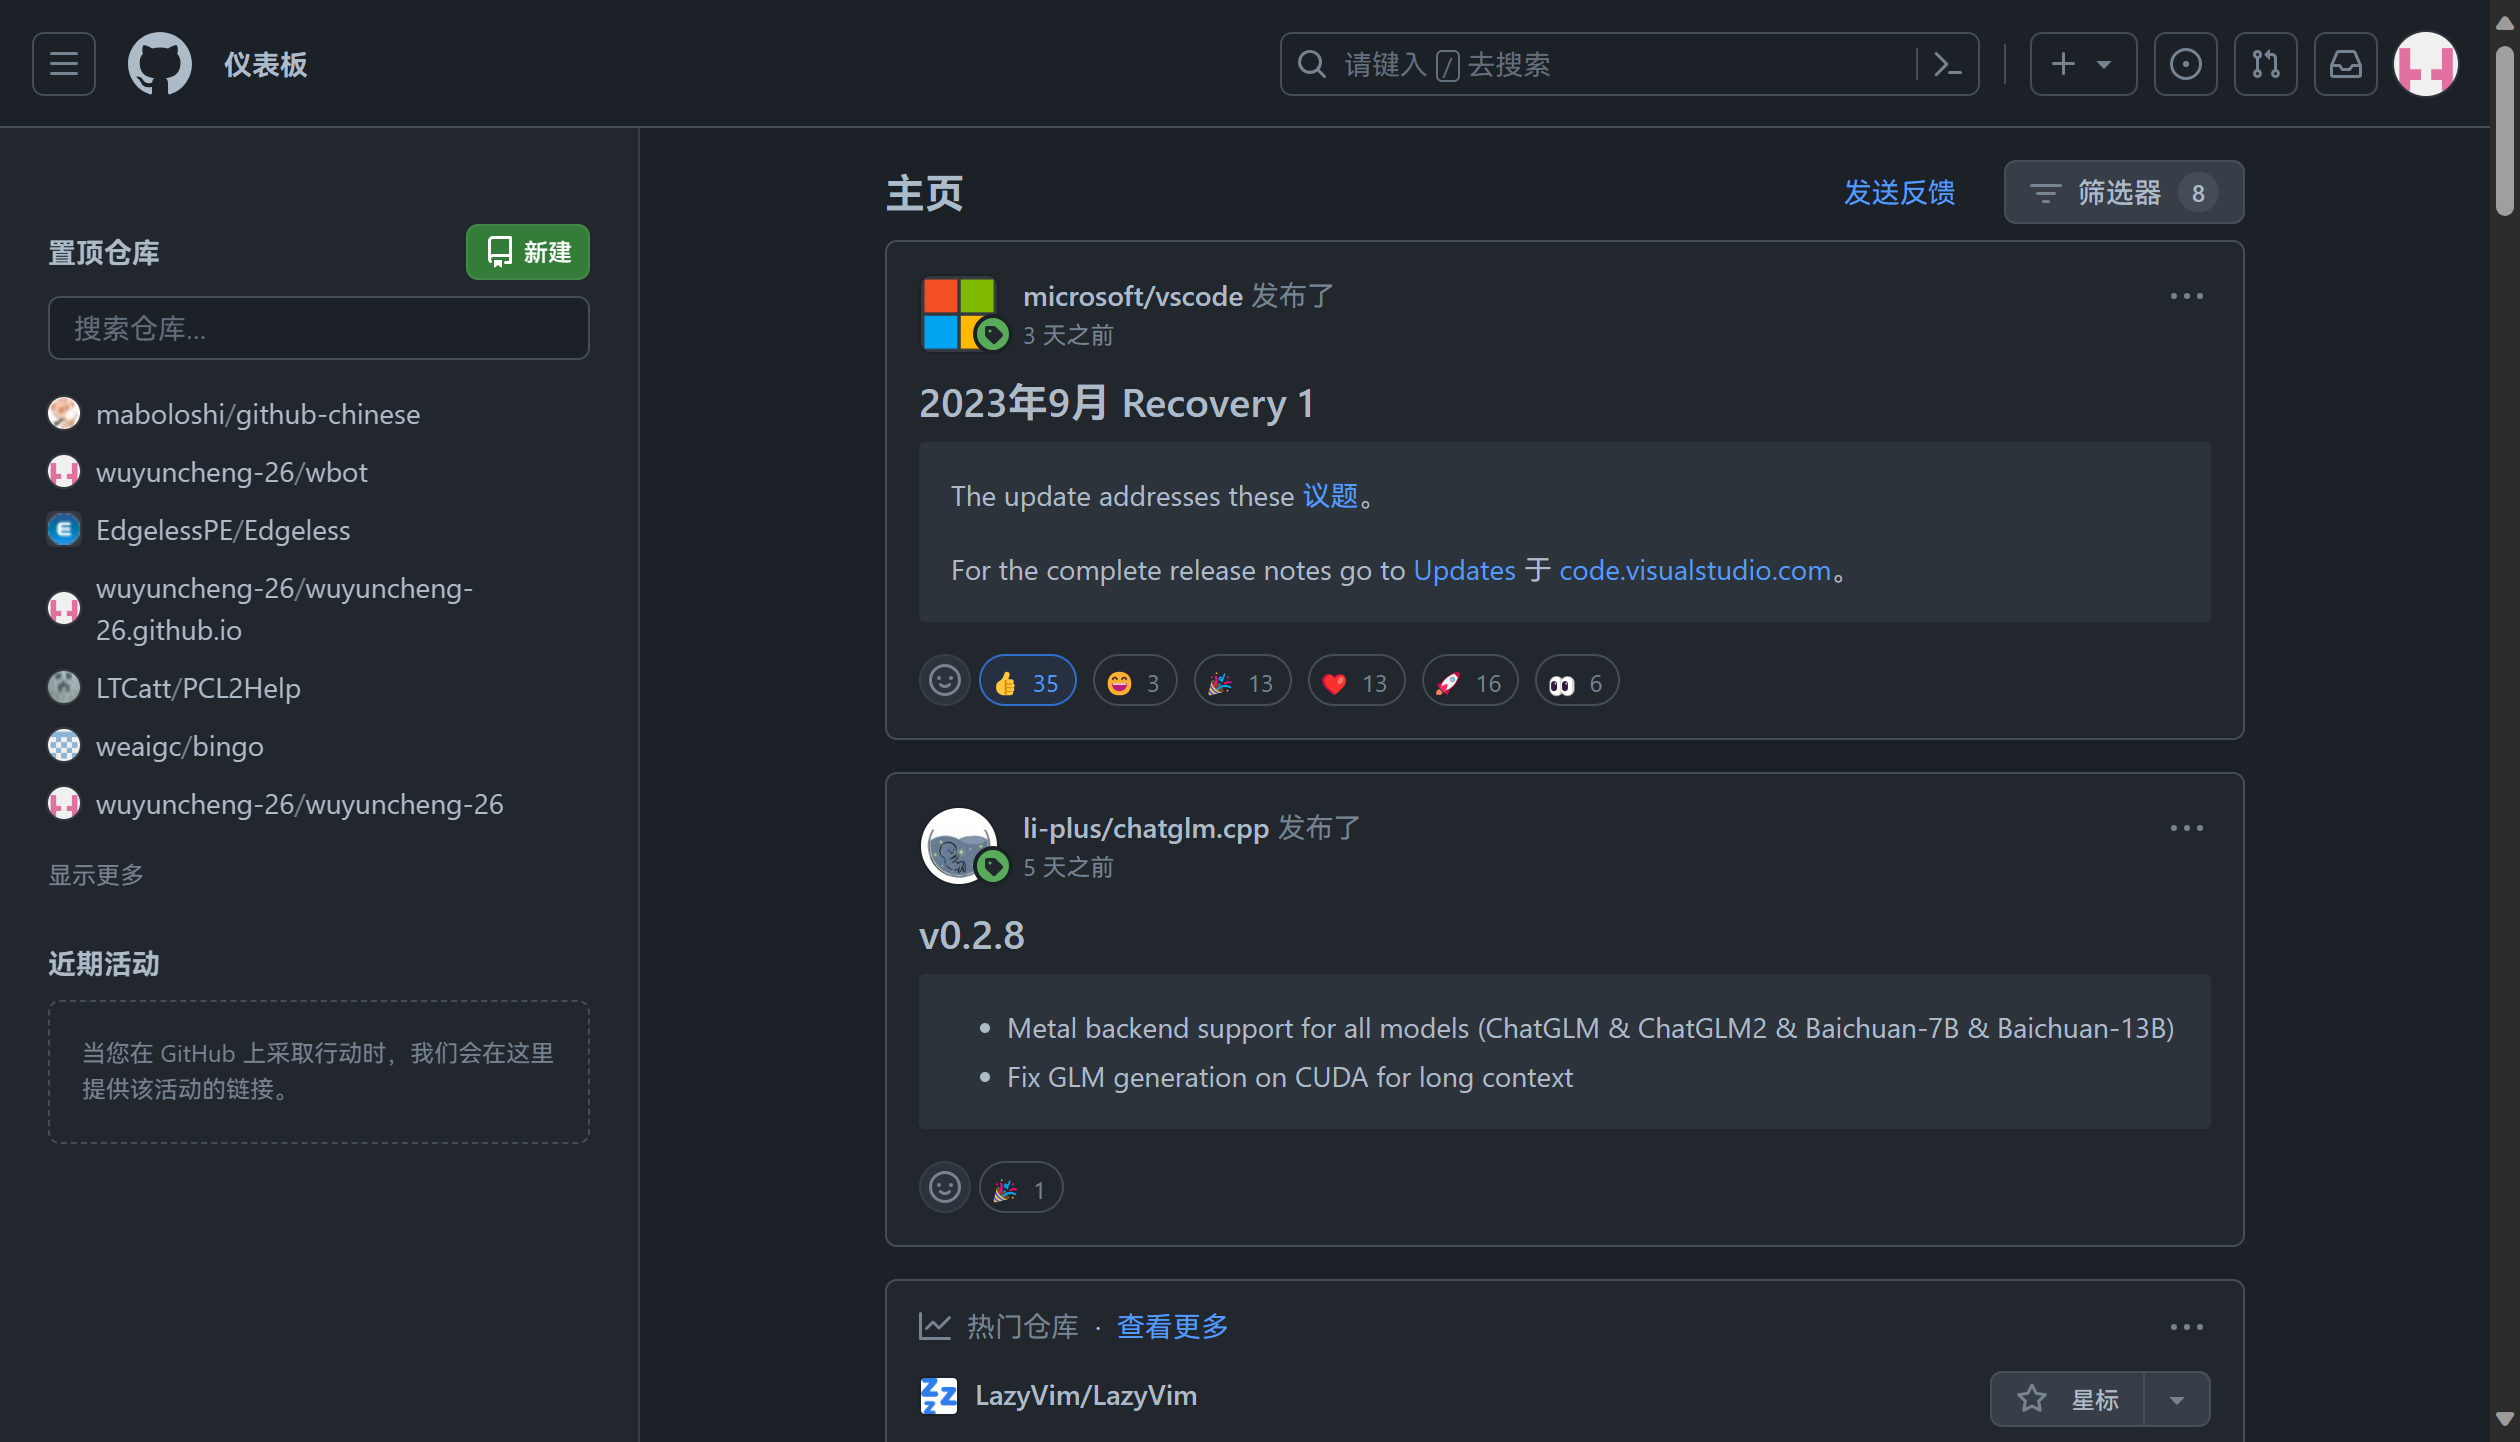 仪表板
请键入 / 去搜索
置顶仓库
新建
搜索仓库...
maboloshi/github-chinese
wuyuncheng-26/wbot
EdgelessPE/Edgeless
wuyuncheng-26/wuyuncheng-
26.github.io
LTCatt/PCL2Help
weaigc/bingo
wuyuncheng-26/wuyuncheng-26
显示更多
近期活动
当您在 GitHub 上采取行动时，我们会在这里
提供该活动的链接。
主页
发送反馈
筛选器 8
microsoft/vscode 发布了
3 天之前
2023年9月 Recovery 1
The update addresses these 议题。
For the complete release notes go to Updates 于 code.visualstudio.com。
👍 35 😄 3 🎉 13 ❤️ 13 🚀 16 👀 6
li-plus/chatglm.cpp 发布了
5 天之前
v0.2.8
• Metal backend support for all models (ChatGLM & ChatGLM2 & Baichuan-7B & Baichuan-13B)
• Fix GLM generation on CUDA for long context
🎉 1
热门仓库 · 查看更多
LazyVim/LazyVim
星标